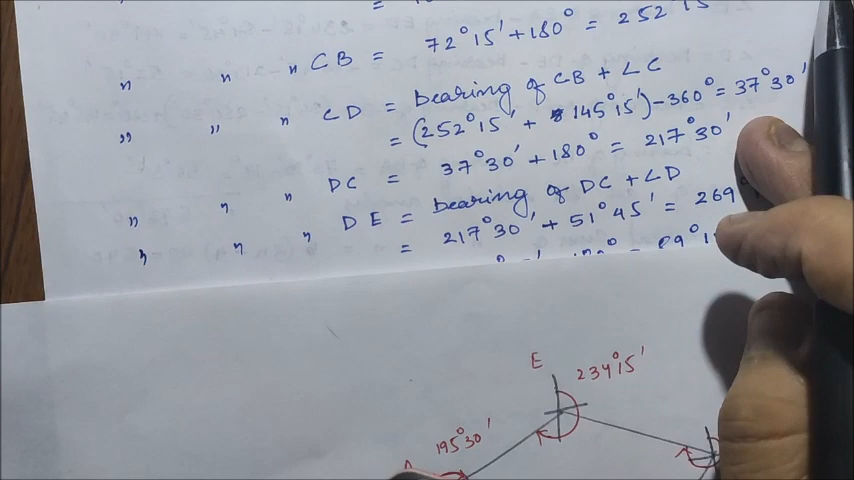 72°15' + 180° = 252°15'
" " " CB =
" " " CD = bearing of CB + ∠C
= (252°15' + 145°15') - 360° = 37°30'
" " " DC = 37°30' + 180° = 217°30'
" " " DE = bearing of DC + ∠D
= 217°30' + 51°45' = 269
E
234°15'
195°30'